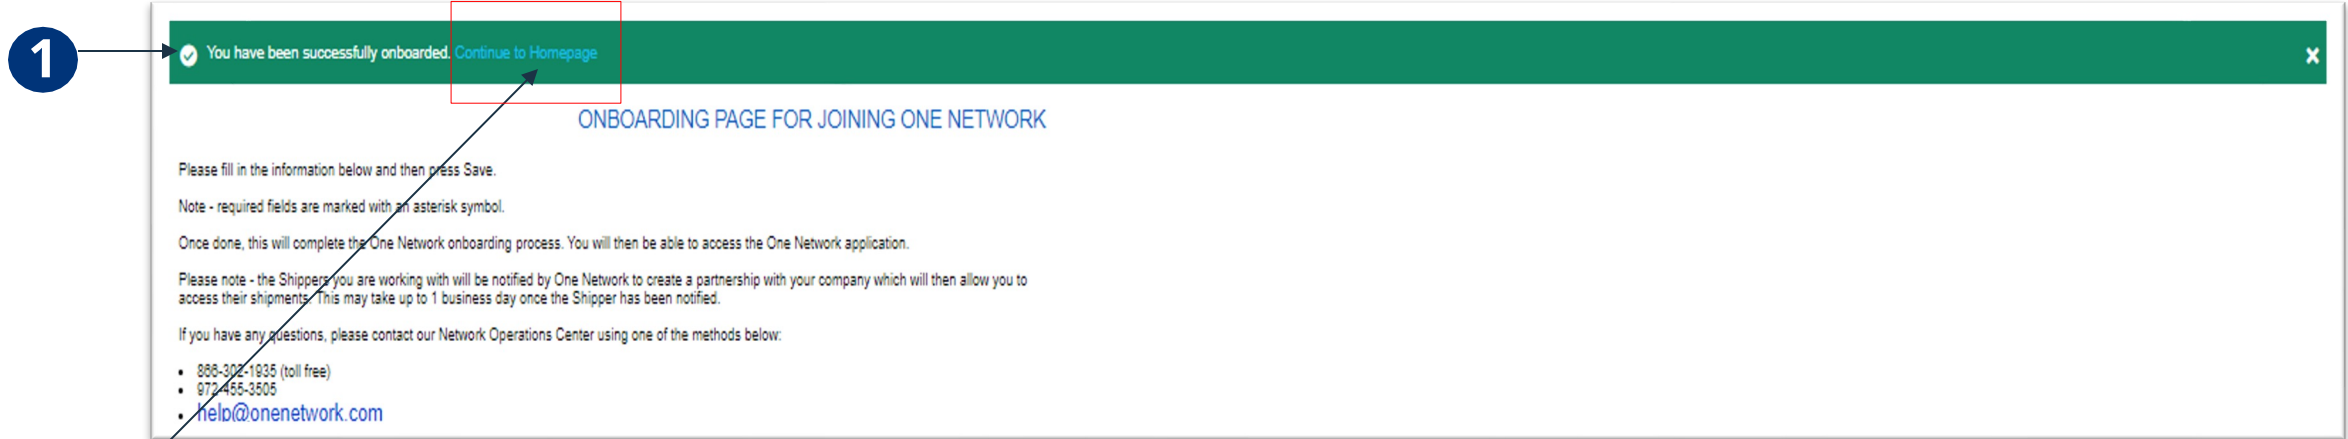 1
You have been successfully onboarded. Continue to Homepage
ONBOARDING PAGE FOR JOINING ONE NETWORK
Please fill in the information below and then press Save.
Note - required fields are marked with an asterisk symbol.
Once done, this will complete the One Network onboarding process. You will then be able to access the One Network application.
Please note - the Shippers you are working with will be notified by One Network to create a partnership with your company which will then allow you to
access their shipments. This may take up to 1 business day once the Shipper has been notified.
If you have any questions, please contact our Network Operations Center using one of the methods below:
• 866-302-1935 (toll free)
• 972-455-3505
• help@onenetwork.com